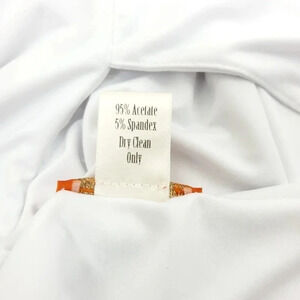 95% Acetate
5% Spandex
Dry Clean
Only